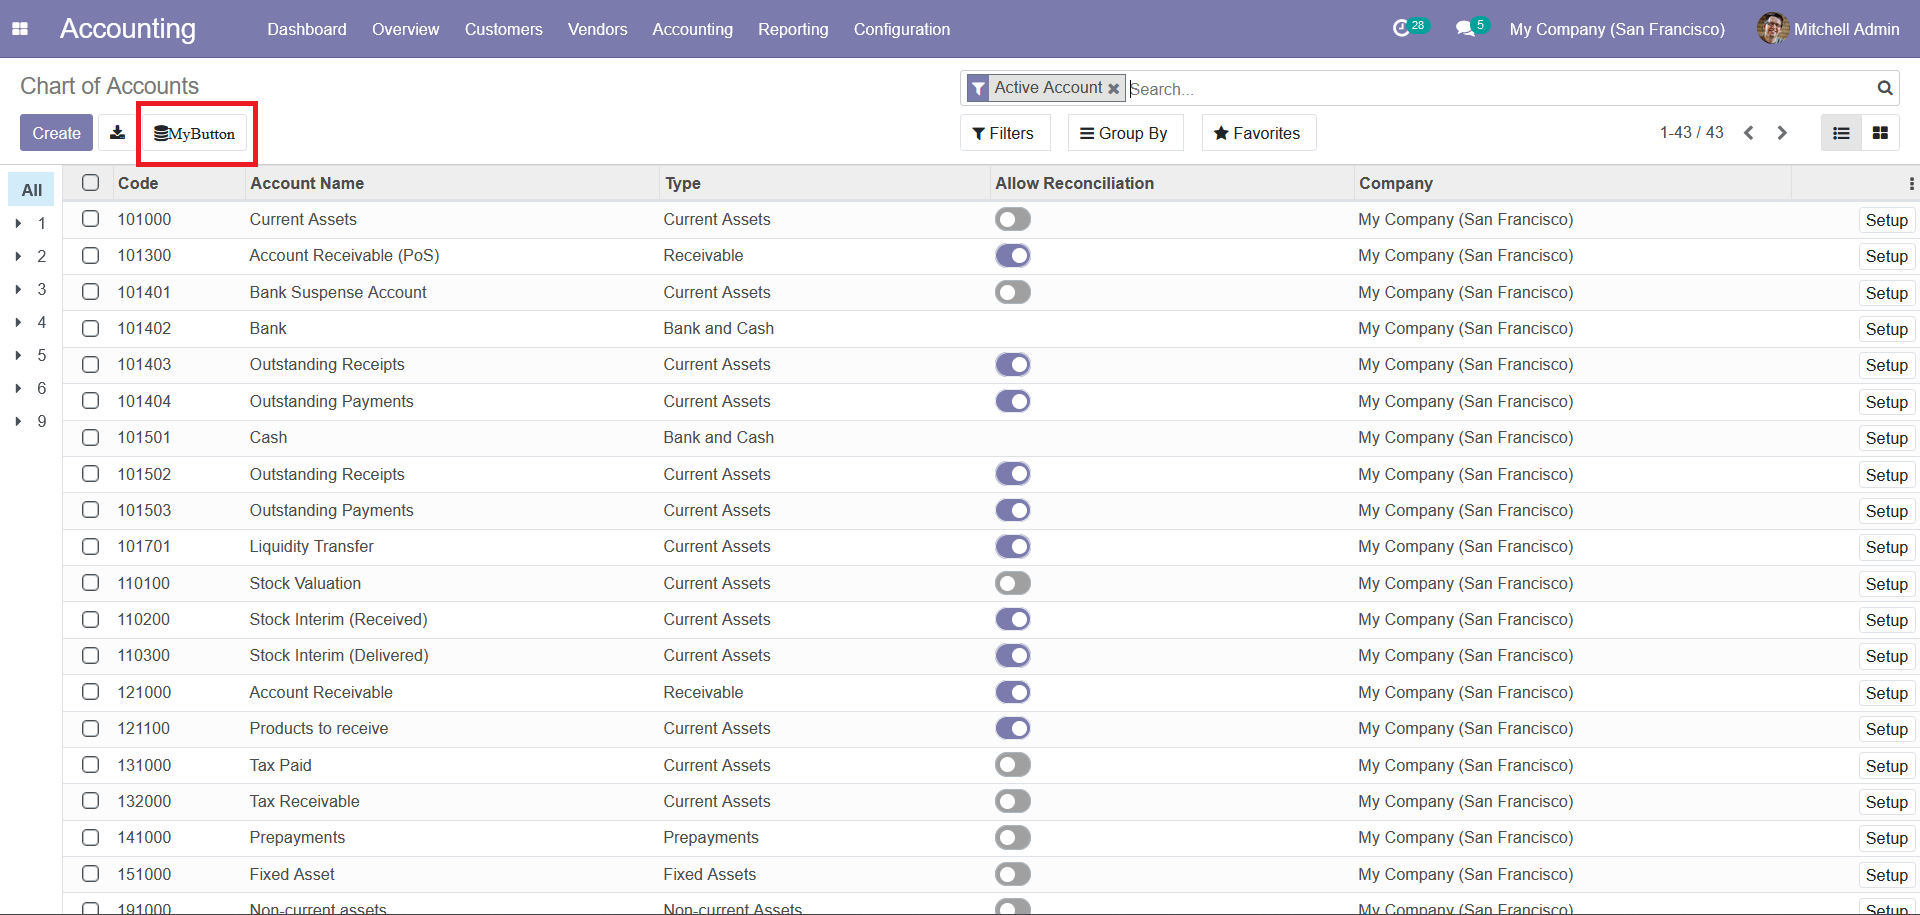 Accounting Dashboard Overview Customers Vendors Accounting Reporting Configuration 28 5 My Company (San Francisco) Mitchell Admin
Chart of Accounts
Active Account Search...
Create MyButton Filters Group By Favorites 1-43 / 43
All
1
2
3
4
5
6
9
Code Account Name Type Allow Reconciliation Company
101000 Current Assets Current Assets My Company (San Francisco) Setup
101300 Account Receivable (PoS) Receivable My Company (San Francisco) Setup
101401 Bank Suspense Account Current Assets My Company (San Francisco) Setup
101402 Bank Bank and Cash My Company (San Francisco) Setup
101403 Outstanding Receipts Current Assets My Company (San Francisco) Setup
101404 Outstanding Payments Current Assets My Company (San Francisco) Setup
101501 Cash Bank and Cash My Company (San Francisco) Setup
101502 Outstanding Receipts Current Assets My Company (San Francisco) Setup
101503 Outstanding Payments Current Assets My Company (San Francisco) Setup
101701 Liquidity Transfer Current Assets My Company (San Francisco) Setup
110100 Stock Valuation Current Assets My Company (San Francisco) Setup
110200 Stock Interim (Received) Current Assets My Company (San Francisco) Setup
110300 Stock Interim (Delivered) Current Assets My Company (San Francisco) Setup
121000 Account Receivable Receivable My Company (San Francisco) Setup
121100 Products to receive Current Assets My Company (San Francisco) Setup
131000 Tax Paid Current Assets My Company (San Francisco) Setup
132000 Tax Receivable Current Assets My Company (San Francisco) Setup
141000 Prepayments Prepayments My Company (San Francisco) Setup
151000 Fixed Asset Fixed Assets My Company (San Francisco) Setup
191000 Non-current assets Non-current Assets My Company (San Francisco) Setup